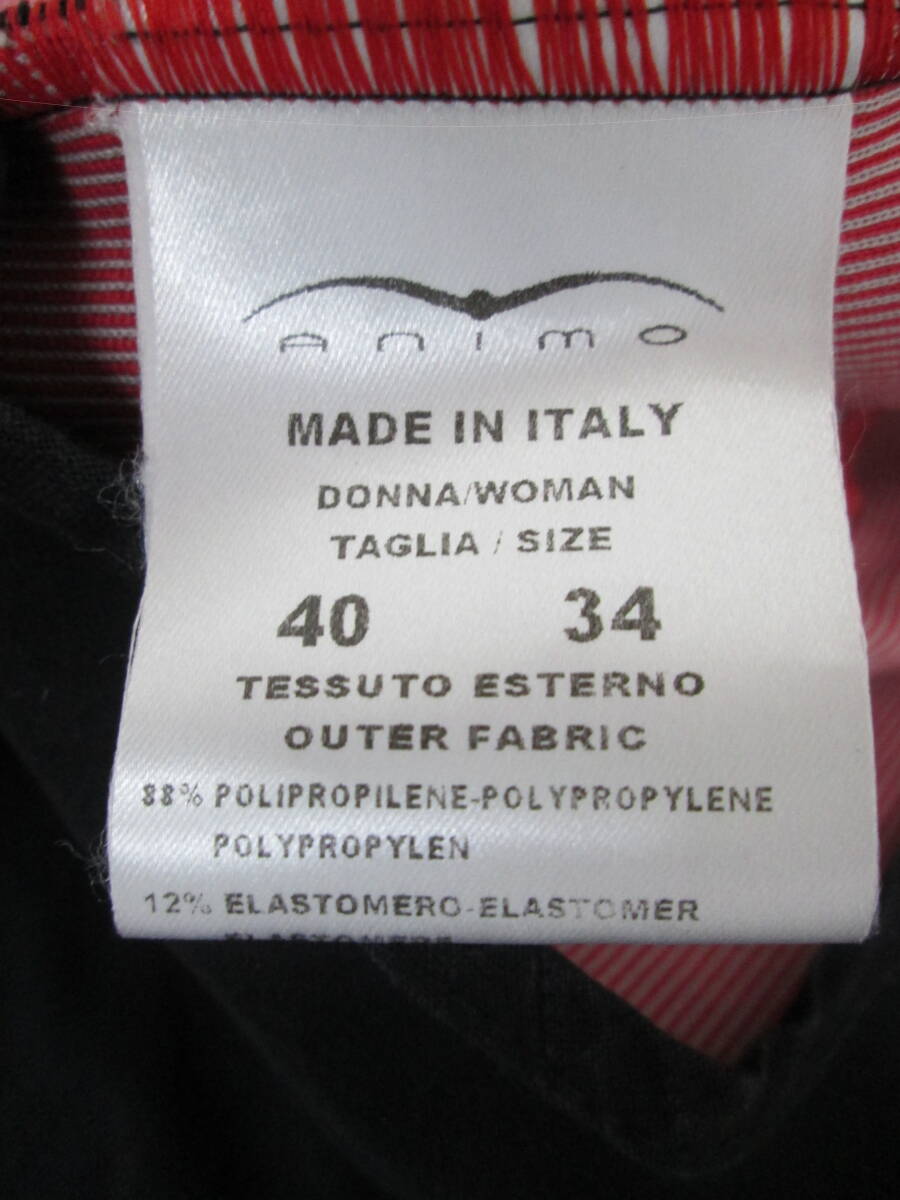 ANIMO
MADE IN ITALY
DONNA/WOMAN
TAGLIA / SIZE
40 34
TESSUTO ESTERNO
OUTER FABRIC
88% POLIPROPILENE-POLYPROPYLENE
POLYPROPYLEN
12% ELASTOMERO-ELASTOMER